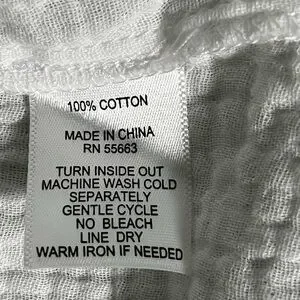 100% COTTON
MADE IN CHINA
RN 55663
TURN INSIDE OUT
MACHINE WASH COLD
SEPARATELY
GENTLE CYCLE
NO BLEACH
LINE DRY
WARM IRON IF NEEDED